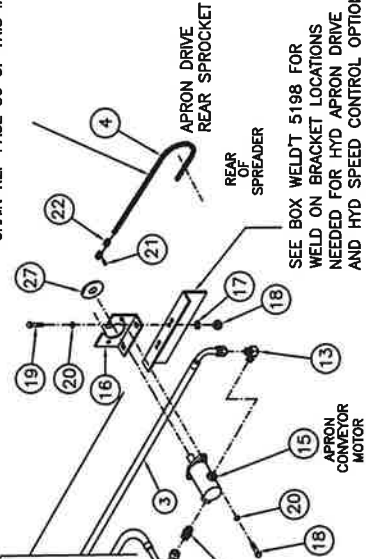 4
APRON DRIVE
REAR SPROCKET
22
21
REAR
OF
SPREADER
27
19
20
16
17
18
SEE BOX WELD'T 5198 FOR
WELD ON BRACKET LOCATIONS
NEEDED FOR HYD APRON DRIVE
AND HYD SPEED CONTROL OPTION
13
3
15
APRON
CONVEYOR
MOTOR
20
18